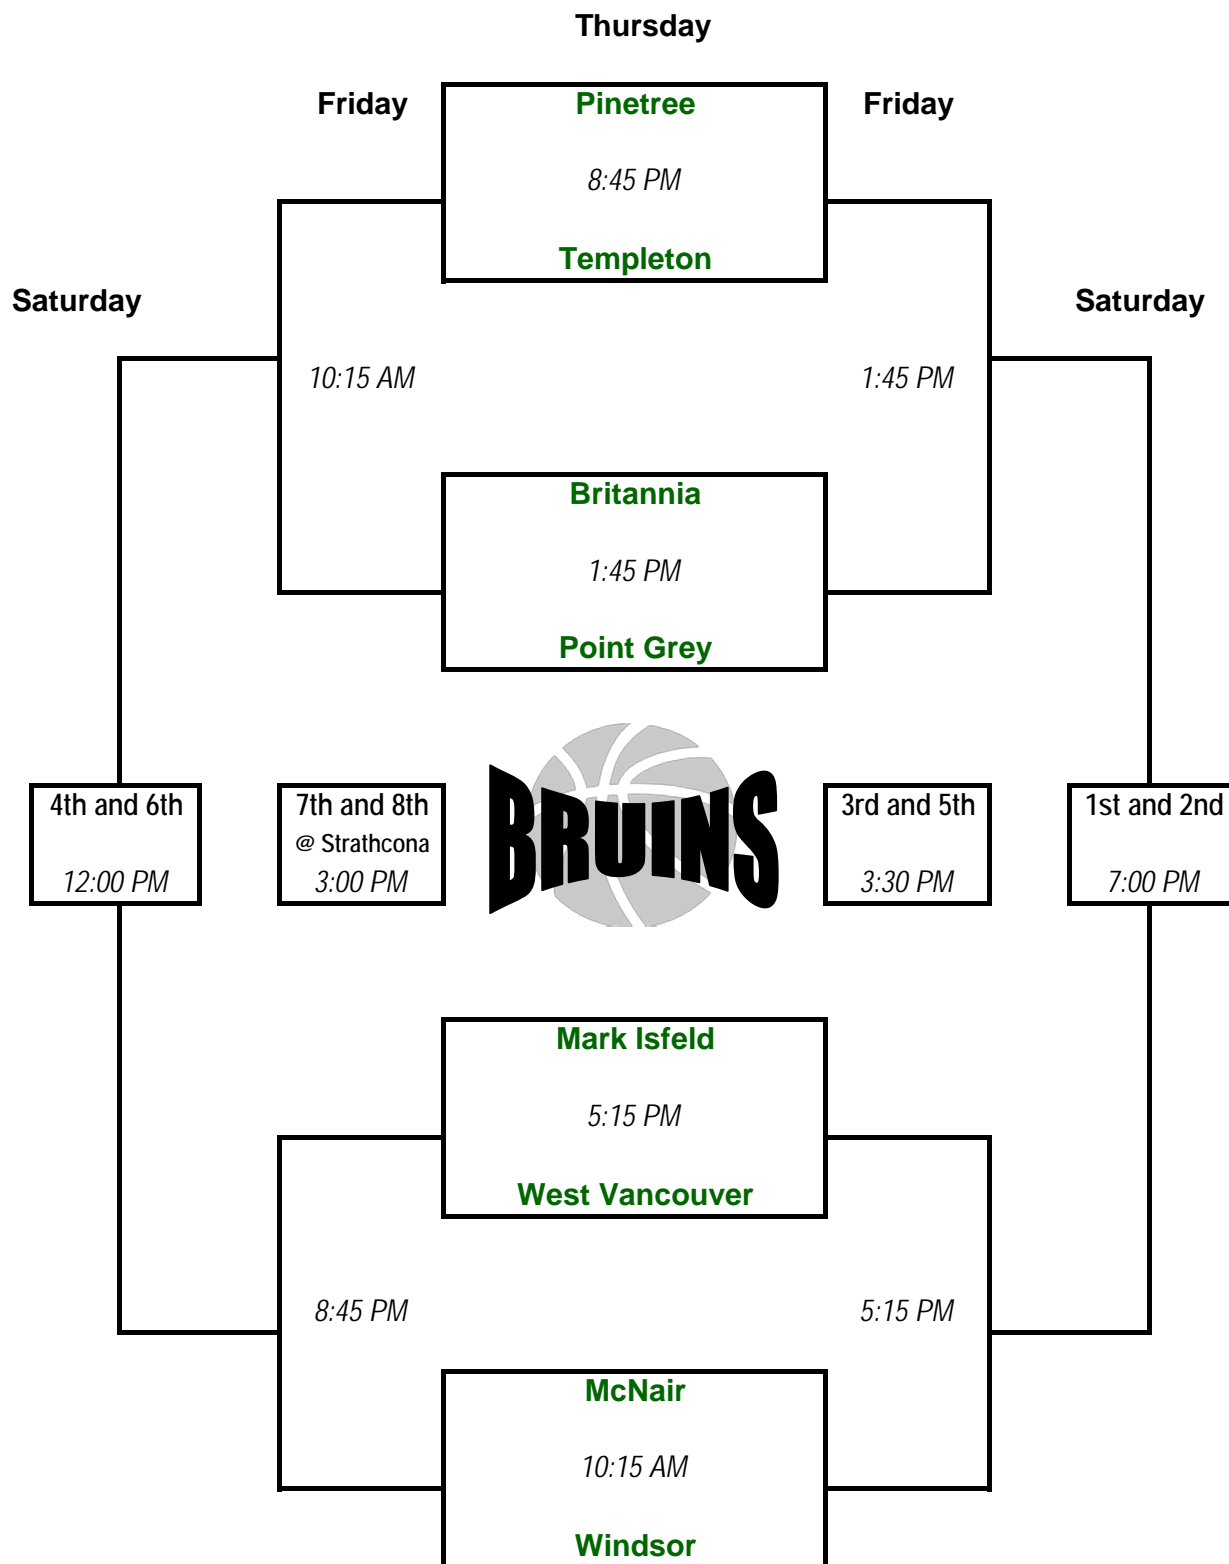 Thursday
Friday
Pinetree
Friday
8:45 PM
Templeton
Saturday
Saturday
10:15 AM
1:45 PM
Britannia
1:45 PM
Point Grey
BRUINS
4th and 6th
12:00 PM
7th and 8th
@ Strathcona
3:00 PM
3rd and 5th
3:30 PM
1st and 2nd
7:00 PM
Mark Isfeld
5:15 PM
West Vancouver
8:45 PM
5:15 PM
McNair
10:15 AM
Windsor